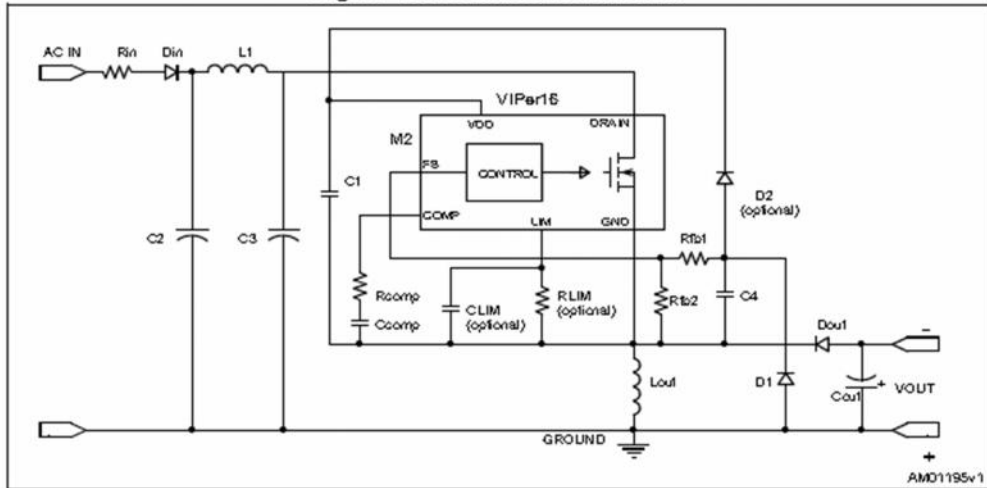 AC IN
Rin
Din
L1
VIPer16
VDD
DRAIN
M2
FB
CONTROL
C1
D2
(optional)
COMP
LIM
GND
C2
C3
Rfb1
Rcomp
CLIM
(optional)
RLIM
(optional)
Rfb2
C4
Ccomp
Dout
-
Lout
D1
Cout
+
VOUT
GROUND
+
AM01195v1